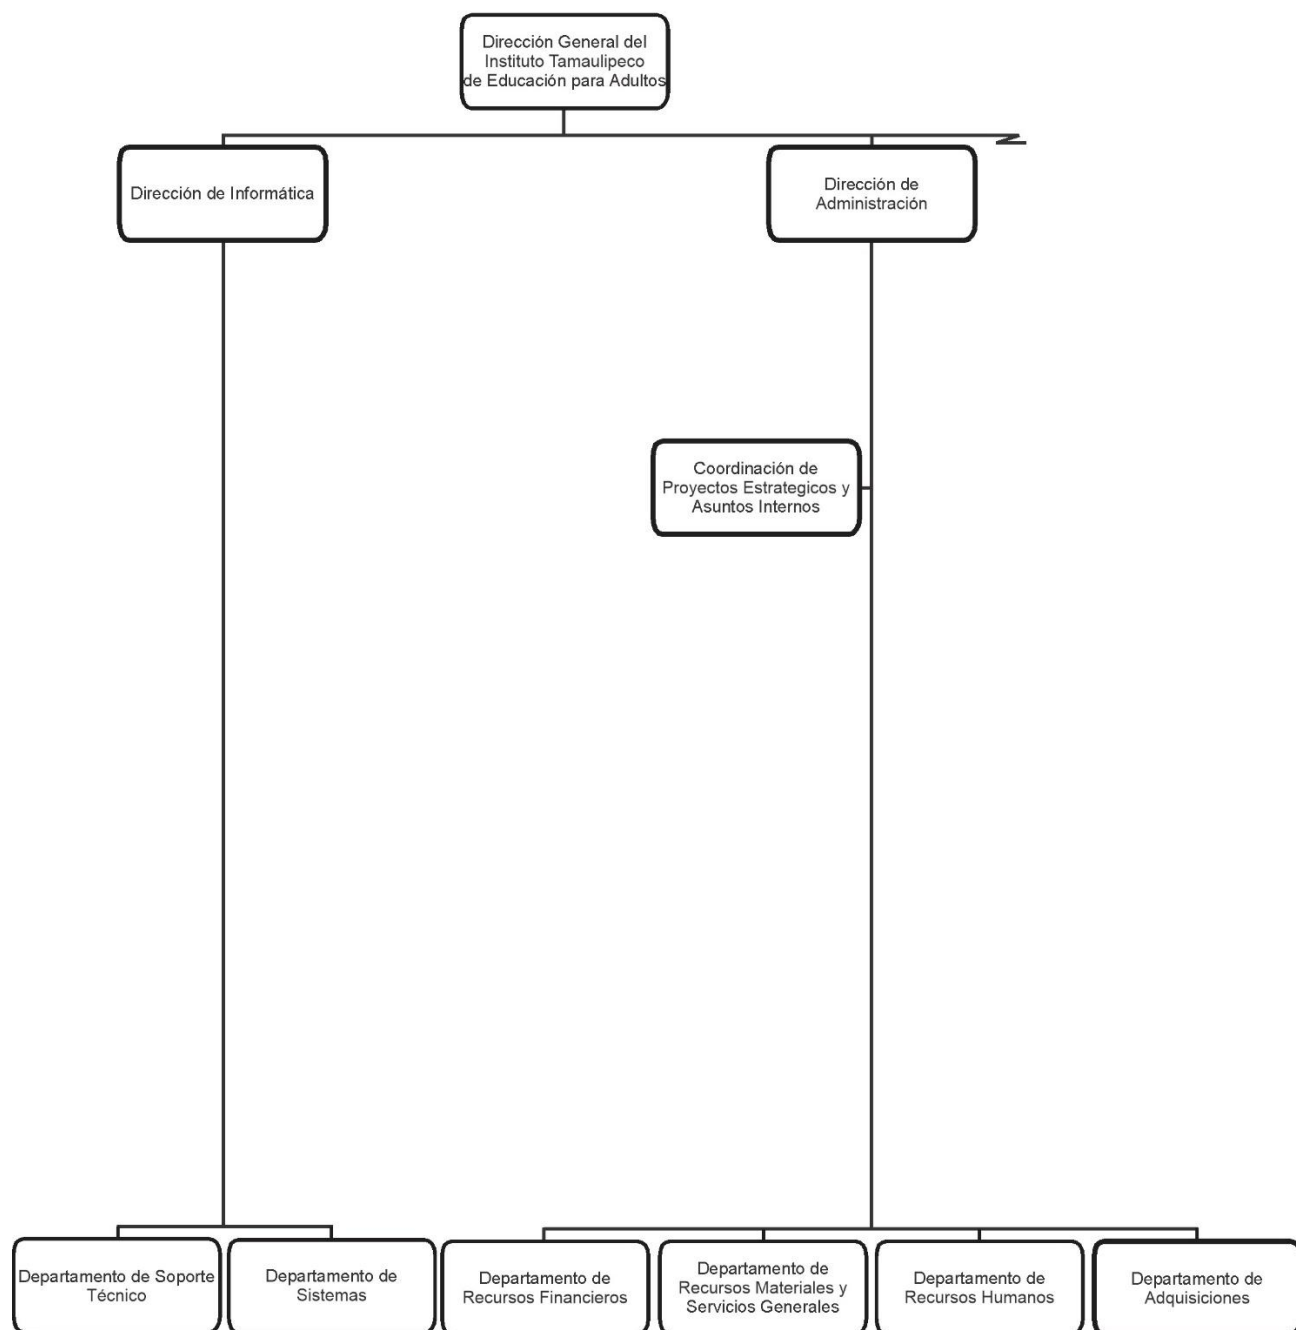 Dirección General del
Instituto Tamaulipeco
de Educación para Adultos
Dirección de Informática
Dirección de
Administración
Coordinación de
Proyectos Estrategicos y
Asuntos Internos
Departamento de Soporte
Técnico
Departamento de
Sistemas
Departamento de
Recursos Financieros
Departamento de
Recursos Materiales y
Servicios Generales
Departamento de
Recursos Humanos
Departamento de
Adquisiciones